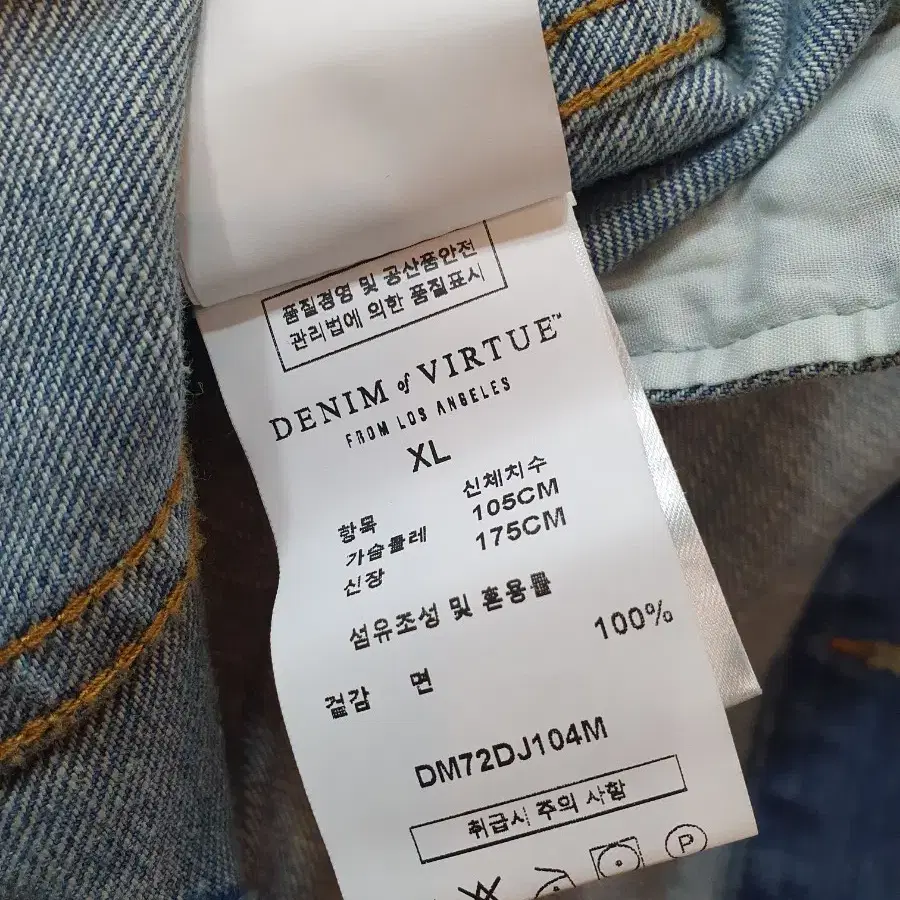 품질경영 및 공산품안전
관리법에 의한 품질표시
DENIM of VIRTUE™
FROM LOS ANGELES
XL
항목 신체치수
가슴둘레 105CM
신장 175CM
섬유조성 및 혼용률
겉감 면 100%
DM72DJ104M
취급시 주의 사항
P